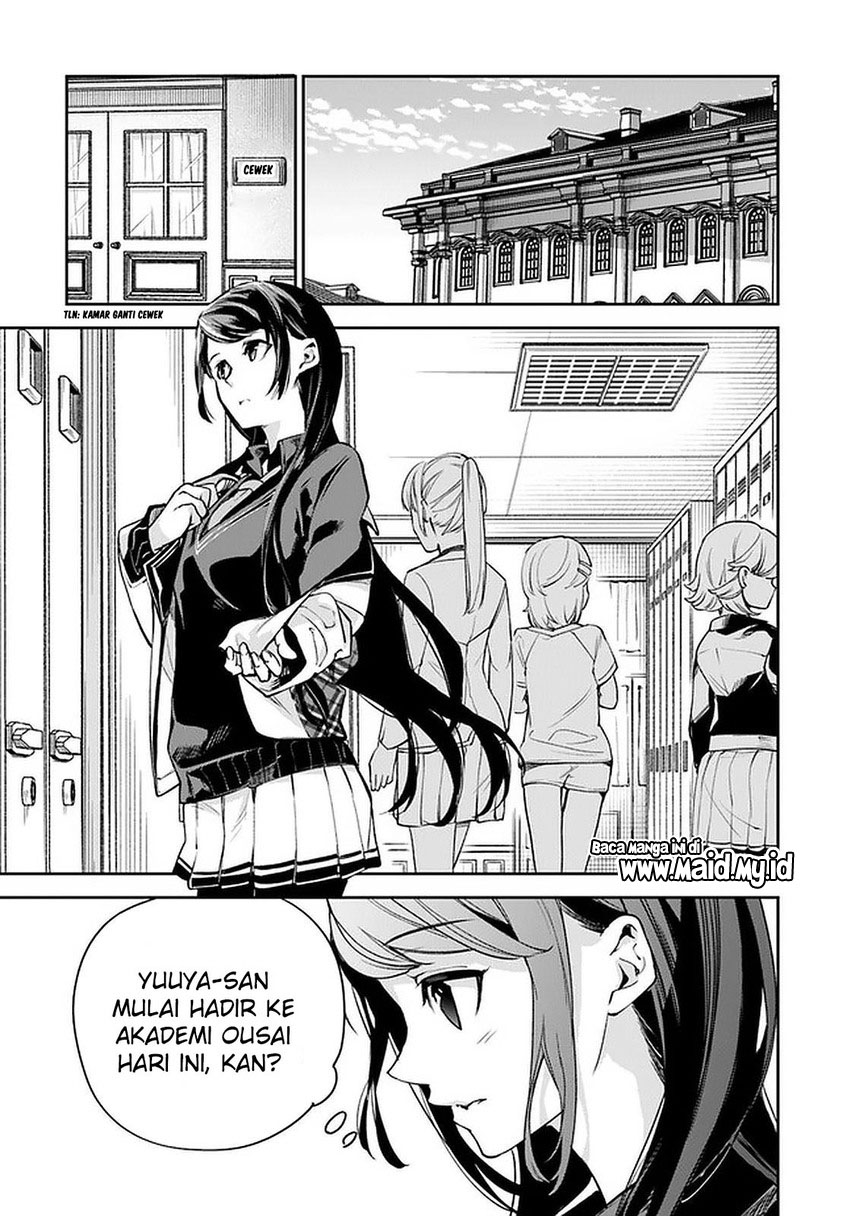 CEWEK
TLN: KAMAR GANTI CEWEK
Baca Manga ini di
www.Maid.My.id
YUUYA-SAN
MULAI HADIR KE
AKADEMI OUSAI
HARI INI, KAN?